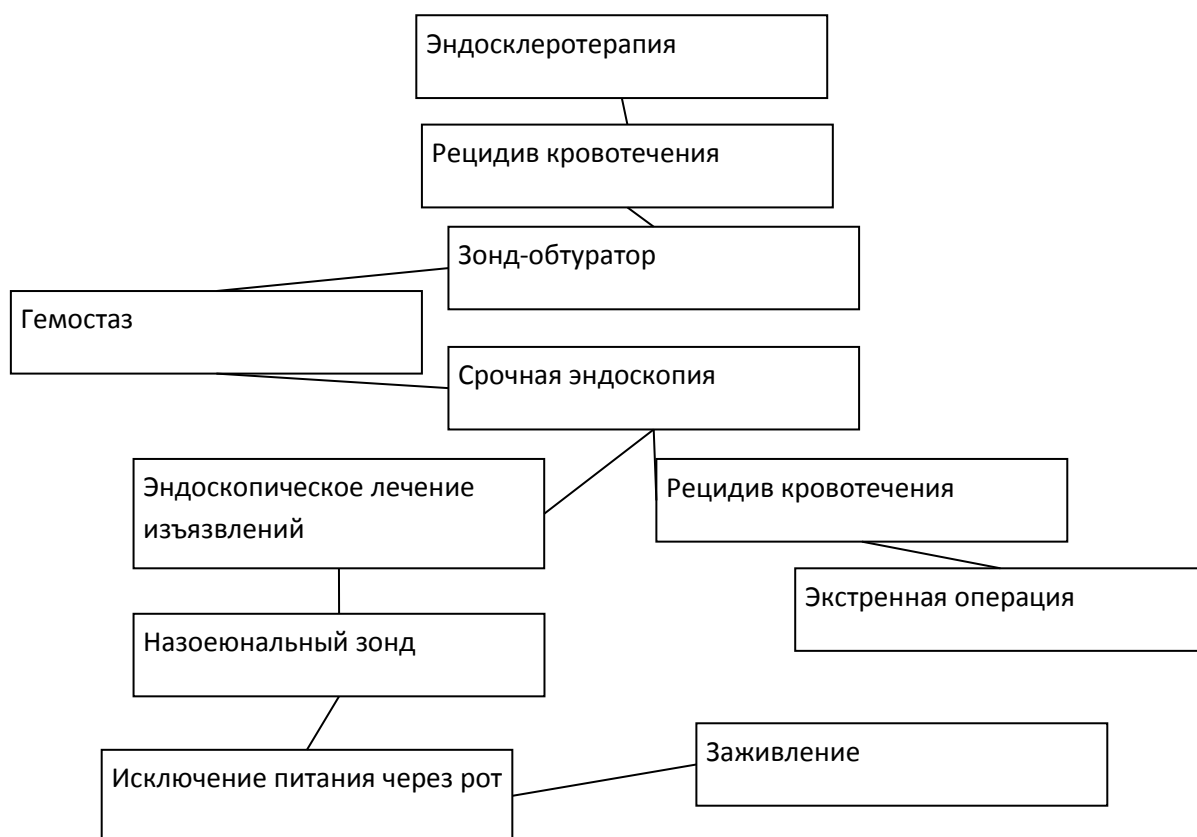 Эндосклеротерапия
Рецидив кровотечения
Зонд-обтуратор
Гемостаз
Срочная эндоскопия
Эндоскопическое лечение
изъязвлений
Рецидив кровотечения
Экстренная операция
Назоеюнальный зонд
Заживление
Исключение питания через рот